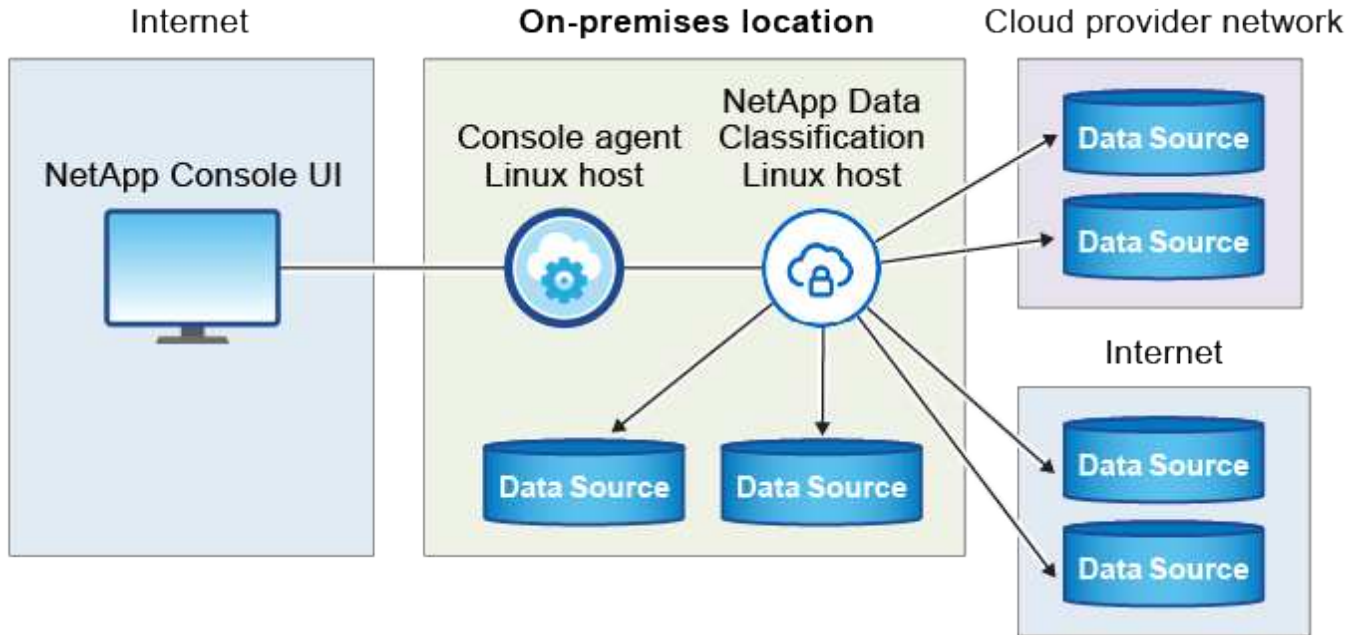 Internet
On-premises location
Cloud provider network
NetApp Console UI
Console agent
Linux host
NetApp Data
Classification
Linux host
Data Source
Data Source
Data Source
Data Source
Internet
Data Source
Data Source